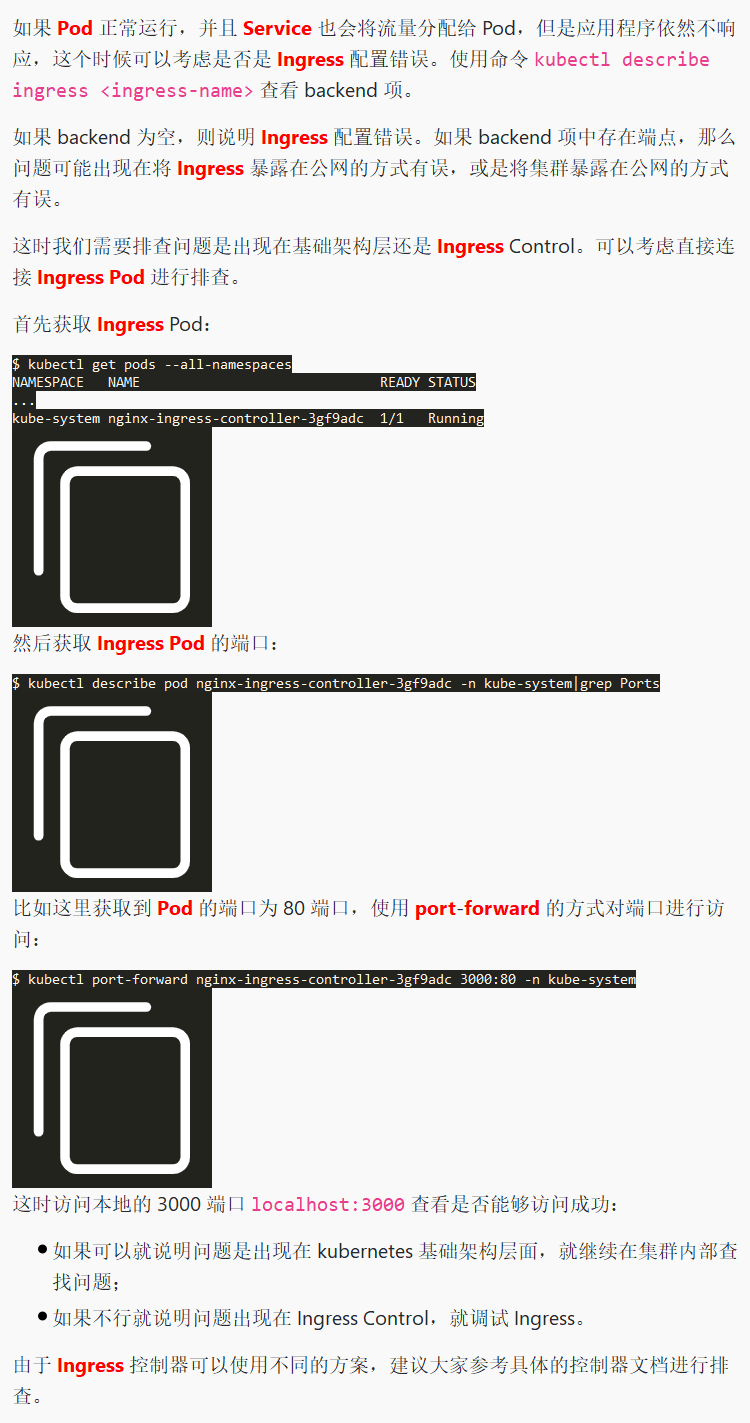 如果 Pod 正常运行，并且 Service 也会将流量分配给 Pod，但是应用程序依然不响
应，这个时候可以考虑是否是 Ingress 配置错误。使用命令 kubectl describe
ingress <ingress-name> 查看 backend 项。
如果 backend 为空，则说明 Ingress 配置错误。如果 backend 项中存在端点，那么
问题可能出现在将 Ingress 暴露在公网的方式有误，或是将集群暴露在公网的方式
有误。
这时我们需要排查问题是出现在基础架构层还是 Ingress Control。可以考虑直接连
接 Ingress Pod 进行排查。
首先获取 Ingress Pod：
$ kubectl get pods --all-namespaces
NAMESPACE   NAME                              READY STATUS
...
kube-system nginx-ingress-controller-3gf9adc  1/1   Running
然后获取 Ingress Pod 的端口：
$ kubectl describe pod nginx-ingress-controller-3gf9adc -n kube-system|grep Ports
比如这里获取到 Pod 的端口为 80 端口，使用 port-forward 的方式对端口进行访
问：
$ kubectl port-forward nginx-ingress-controller-3gf9adc 3000:80 -n kube-system
这时访问本地的 3000 端口 localhost:3000 查看是否能够访问成功：
如果可以就说明问题是出现在 kubernetes 基础架构层面，就继续在集群内部查
找问题；
如果不行就说明问题出现在 Ingress Control，就调试 Ingress。
由于 Ingress 控制器可以使用不同的方案，建议大家参考具体的控制器文档进行排
查。